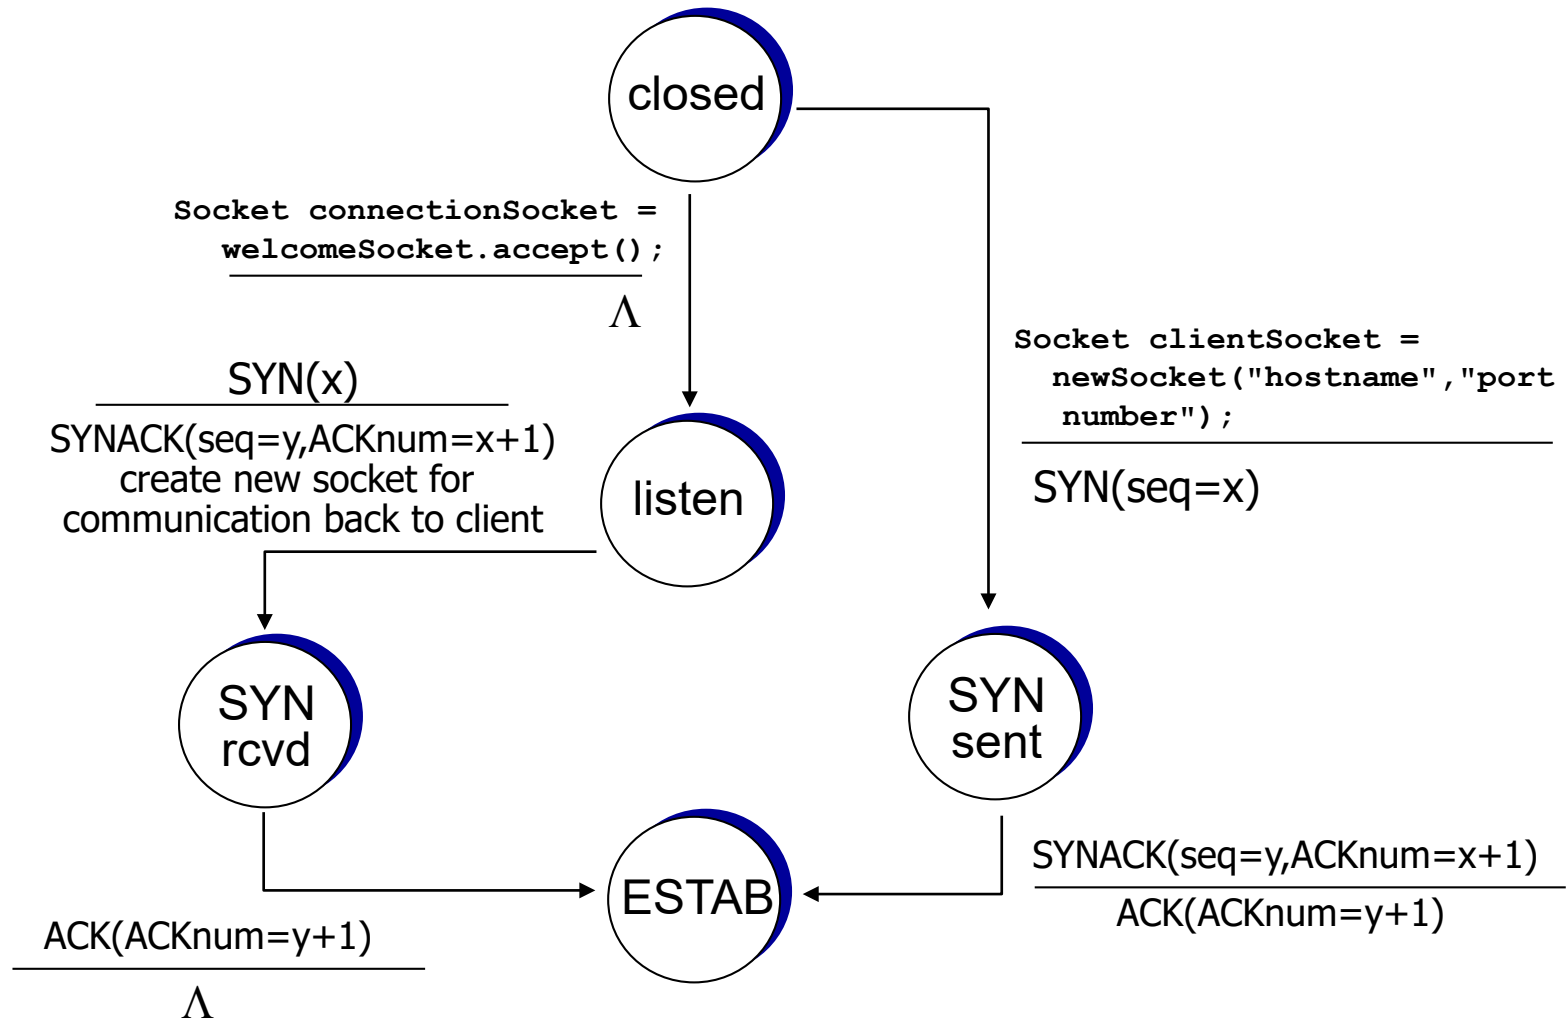 closed
Socket connectionSocket =
welcomeSocket.accept();
Λ
Socket clientSocket =
newSocket("hostname","port
number");
SYN(seq=x)
SYN(x)
SYNACK(seq=y,ACKnum=x+1)
create new socket for
communication back to client
listen
SYN
rcvd
SYN
sent
ESTAB
SYNACK(seq=y,ACKnum=x+1)
ACK(ACKnum=y+1)
ACK(ACKnum=y+1)
Λ